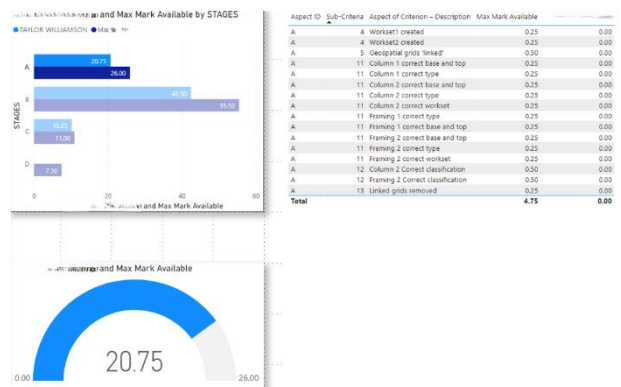 and Max Mark Available by STAGES
TAYLOR WILLIAMSON
STAGES
A
20.75
26.00
B
42.50
55.50
C
10.25
11.00
D
7.50
0 20 40 60
and Max Mark Available
Aspect ID Sub-Criteria Aspect of Criterion – Description Max Mark Available
A 4 Workset1 created 0.25 0.00
A 4 Workset2 created 0.25 0.00
A 5 Geospatial grids 'linked' 0.50 0.00
A 11 Column 1 correct base and top 0.25 0.00
A 11 Column 1 correct type 0.25 0.00
A 11 Column 2 correct base and top 0.25 0.00
A 11 Column 2 correct type 0.25 0.00
A 11 Column 2 correct workset 0.25 0.00
A 11 Framing 1 correct type 0.25 0.00
A 11 Framing 1 correct base and top 0.25 0.00
A 11 Framing 2 correct base and top 0.25 0.00
A 11 Framing 2 correct type 0.25 0.00
A 11 Framing 2 correct workset 0.25 0.00
A 12 Column 2 Correct classification 0.50 0.00
A 12 Framing 2 Correct classification 0.50 0.00
A 13 Linked grids removed 0.25 0.00
Total 4.75 0.00
and Max Mark Available
20.75
0.00 26.00